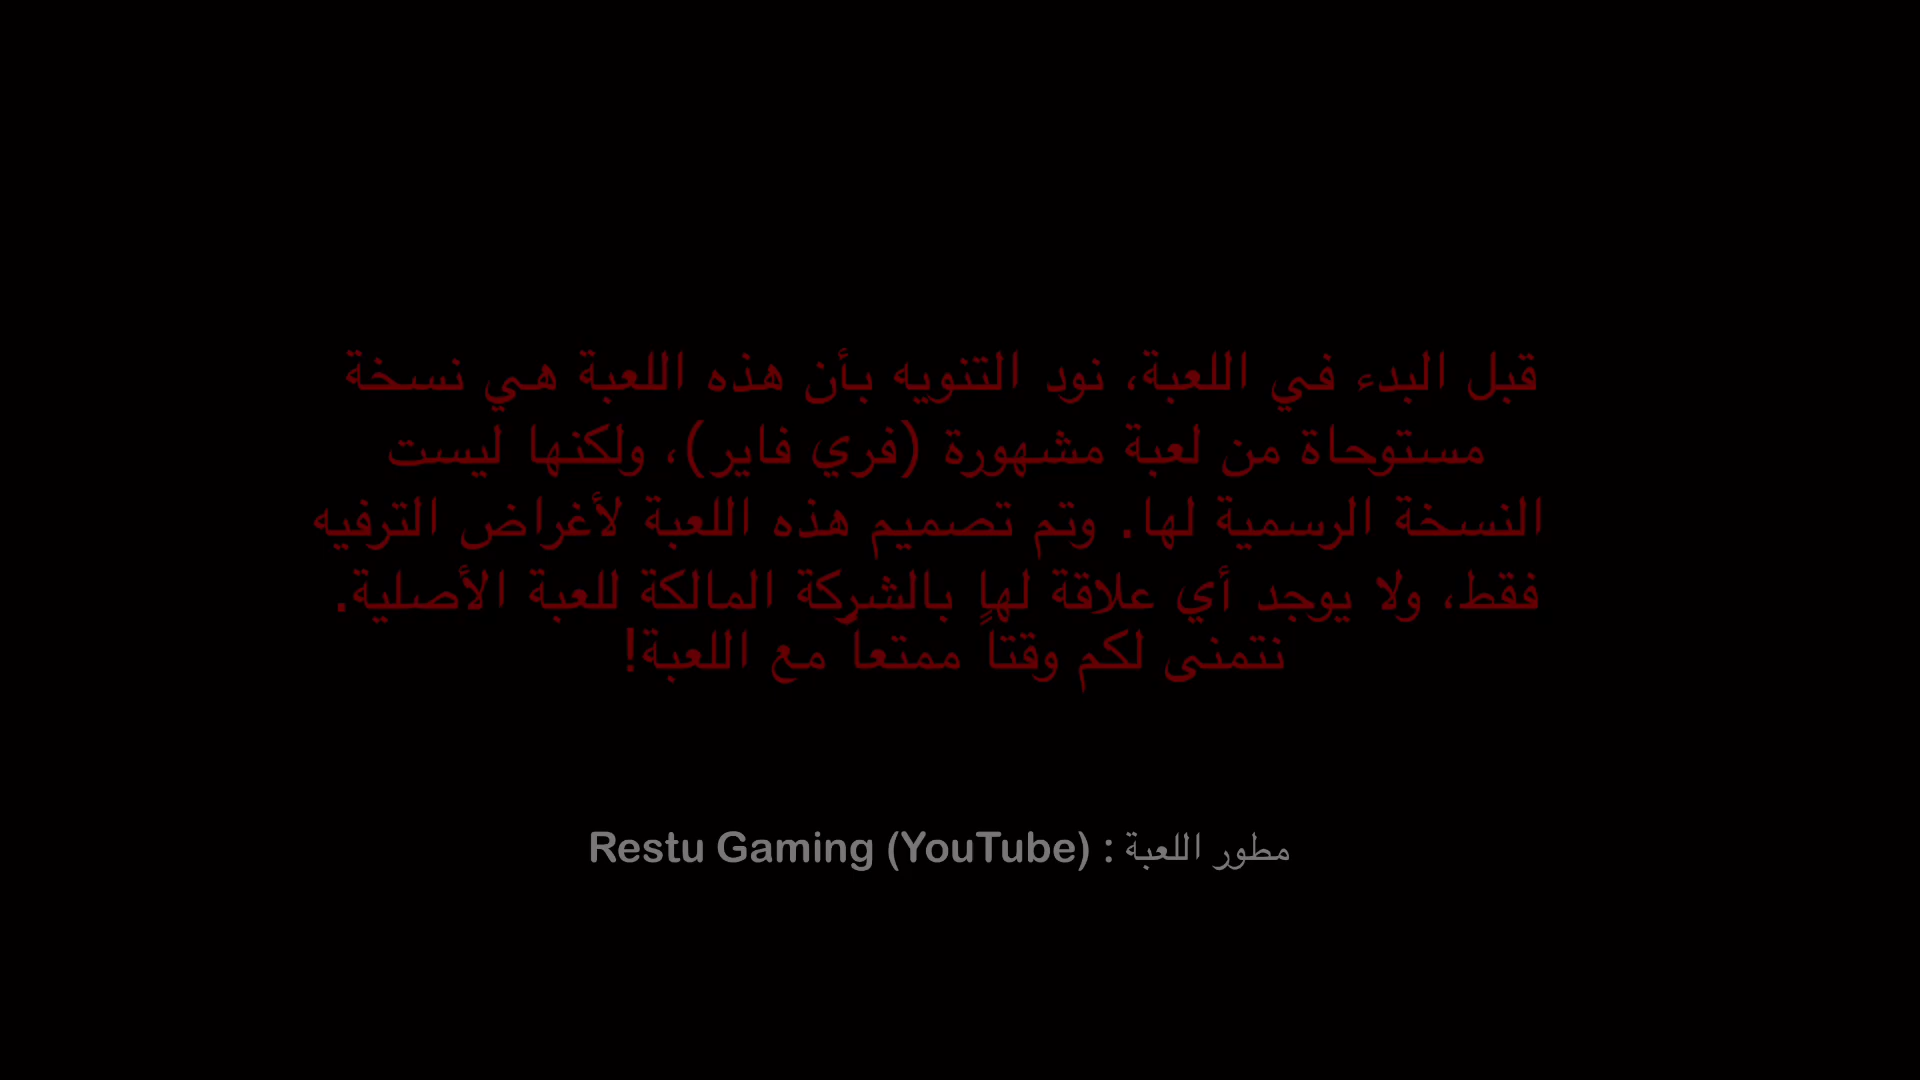 قبل البدء في اللعبة، نود التنويه بأن هذه اللعبة هي نسخة
مستوحاة من لعبة مشهورة (فري فاير)، ولكنها ليست
النسخة الرسمية لها. وتم تصميم هذه اللعبة لأغراض الترفيه
فقط، ولا يوجد أي علاقة لها بالشركة المالكة للعبة الأصلية.
نتمنى لكم وقتاً ممتعاً مع اللعبة!
مطور اللعبة : Restu Gaming (YouTube)